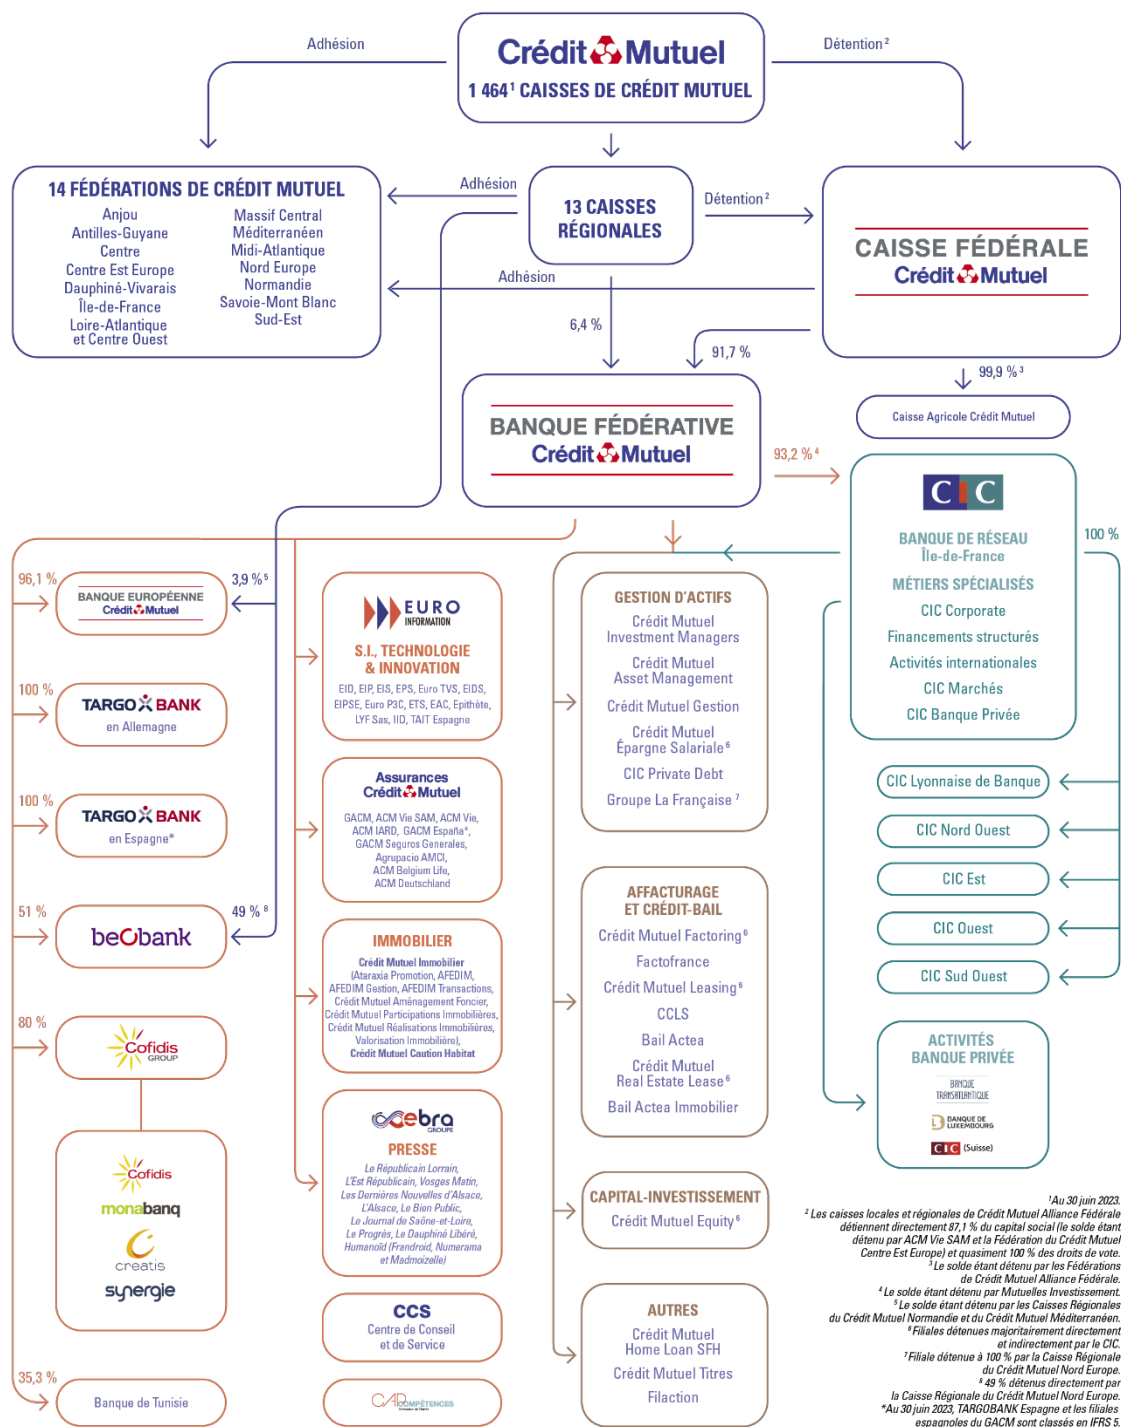 Adhésion
Crédit Mutuel
Détention²
1 464¹ CAISSES DE CRÉDIT MUTUEL
14 FÉDÉRATIONS DE CRÉDIT MUTUEL
Anjou
Antilles-Guyane
Centre
Centre Est Europe
Dauphiné-Vivarais
Île-de-France
Loire-Atlantique
et Centre Ouest
Massif Central
Méditerranéen
Midi-Atlantique
Nord Europe
Normandie
Savoie-Mont Blanc
Sud-Est
Adhésion
13 CAISSES
RÉGIONALES
Détention²
Adhésion
CAISSE FÉDÉRALE
Crédit Mutuel
6,4 %
91,7 %
99,9 % ³
Caisse Agricole Crédit Mutuel
BANQUE FÉDÉRATIVE
Crédit Mutuel
93,2 % ⁴
CIC
BANQUE DE RÉSEAU
Île-de-France
MÉTIERS SPÉCIALISÉS
CIC Corporate
Financements structurés
Activités internationales
CIC Marchés
CIC Banque Privée
100 %
CIC Lyonnaise de Banque
CIC Nord Ouest
CIC Est
CIC Ouest
CIC Sud Ouest
ACTIVITÉS
BANQUE PRIVÉE
BANQUE
TRANSATLANTIQUE
BANQUE DE
LUXEMBOURG
CIC (Suisse)
96,1 %
3,9 % ⁵
BANQUE EUROPÉENNE
Crédit Mutuel
100 %
TARGO BANK
en Allemagne
100 %
TARGO BANK
en Espagne*
51 %
49 % ⁸
beobank
80 %
Cofidis
GROUP
Cofidis
monabanq
creatis
synergie
35,3 %
Banque de Tunisie
EURO
INFORMATION
S.I., TECHNOLOGIE
& INNOVATION
EID, EIP, EIS, EPS, Euro TVS, EIDS,
EIPSE, Euro P3C, ETS, EAC, Epithète,
LYF Sas, IID, TAIT Espagne
Assurances
Crédit Mutuel
GACM, ACM Vie SAM, ACM Vie,
ACM IARD, GACM España*,
GACM Seguros Generales,
Agrupacio AMCI,
ACM Belgium Life,
ACM Deutschland
IMMOBILIER
Crédit Mutuel Immobilier
(Ataraxia Promotion, AFEDIM,
AFEDIM Gestion, AFEDIM Transactions,
Crédit Mutuel Aménagement Foncier,
Crédit Mutuel Participations Immobilières,
Crédit Mutuel Réalisations Immobilières,
Valorisation Immobilière),
Crédit Mutuel Caution Habitat
ebra
GROUPE
PRESSE
Le Républicain Lorrain,
L'Est Républicain, Vosges Matin,
Les Dernières Nouvelles d'Alsace,
L'Alsace, Le Bien Public,
Le Journal de Saône-et-Loire,
Le Progrès, Le Dauphiné Libéré,
Humanoïd (Frandroid, Numerama
et Madmoizelle)
CCS
Centre de Conseil
et de Service
CAP COMPÉTENCES
GESTION D'ACTIFS
Crédit Mutuel
Investment Managers
Crédit Mutuel
Asset Management
Crédit Mutuel Gestion
Crédit Mutuel
Épargne Salariale ⁶
CIC Private Debt
Groupe La Française ⁷
AFFACTURAGE
ET CRÉDIT-BAIL
Crédit Mutuel Factoring ⁶
Factofrance
Crédit Mutuel Leasing ⁶
CCLS
Bail Actea
Crédit Mutuel
Real Estate Lease ⁶
Bail Actea Immobilier
CAPITAL-INVESTISSEMENT
Crédit Mutuel Equity ⁶
AUTRES
Crédit Mutuel
Home Loan SFH
Crédit Mutuel Titres
Filaction
¹Au 30 juin 2023.
² Les caisses locales et régionales de Crédit Mutuel Alliance Fédérale
détiennent directement 87,1 % du capital social (le solde étant
détenu par ACM Vie SAM et la Fédération du Crédit Mutuel
Centre Est Europe) et quasiment 100 % des droits de vote.
³ Le solde étant détenu par les Fédérations
de Crédit Mutuel Alliance Fédérale.
⁴ Le solde étant détenu par Mutuelles Investissement.
⁵ Le solde étant détenu par les Caisses Régionales
du Crédit Mutuel Normandie et du Crédit Mutuel Méditerranéen.
⁶ Filiales détenues majoritairement directement
et indirectement par le CIC.
⁷ Filiale détenue à 100 % par la Caisse Régionale
du Crédit Mutuel Nord Europe.
⁸ 49 % détenus directement par
la Caisse Régionale du Crédit Mutuel Nord Europe.
*Au 30 juin 2023, TARGOBANK Espagne et les filiales
espagnoles du GACM sont classés en IFRS 5.